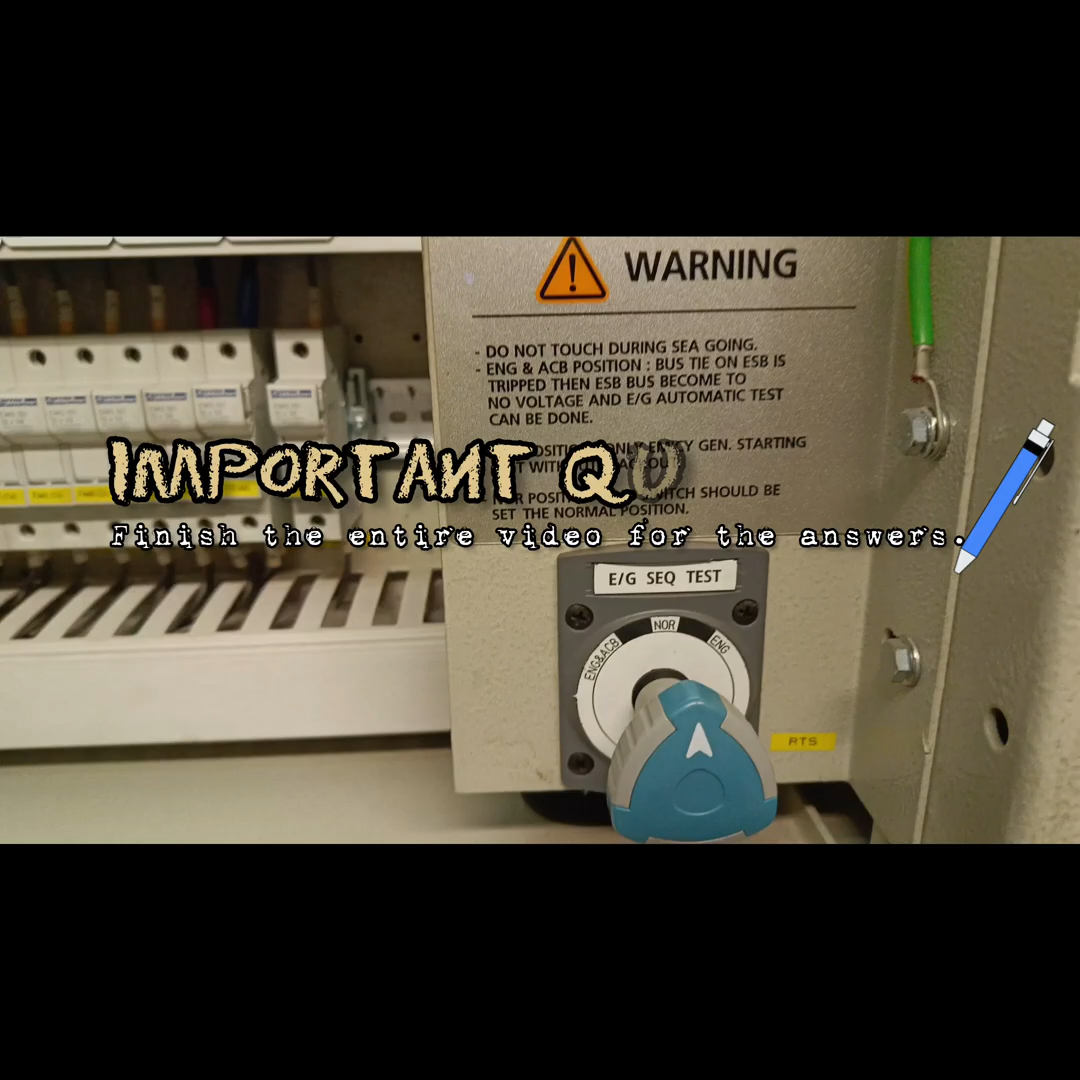 WARNING
- DO NOT TOUCH DURING SEA GOING.
- ENG & ACB POSITION : BUS TIE ON ESB IS
TRIPPED THEN ESB BUS BECOME TO
NO VOLTAGE AND E/G AUTOMATIC TEST
CAN BE DONE.
GEN. STARTING
IMPORTANT QU
SHOULD BE
SET THE NORMAL POSITION.
Finish the entire video for the answers.
E/G SEQ TEST
ENG&ACB
NOR
ENG
RTS